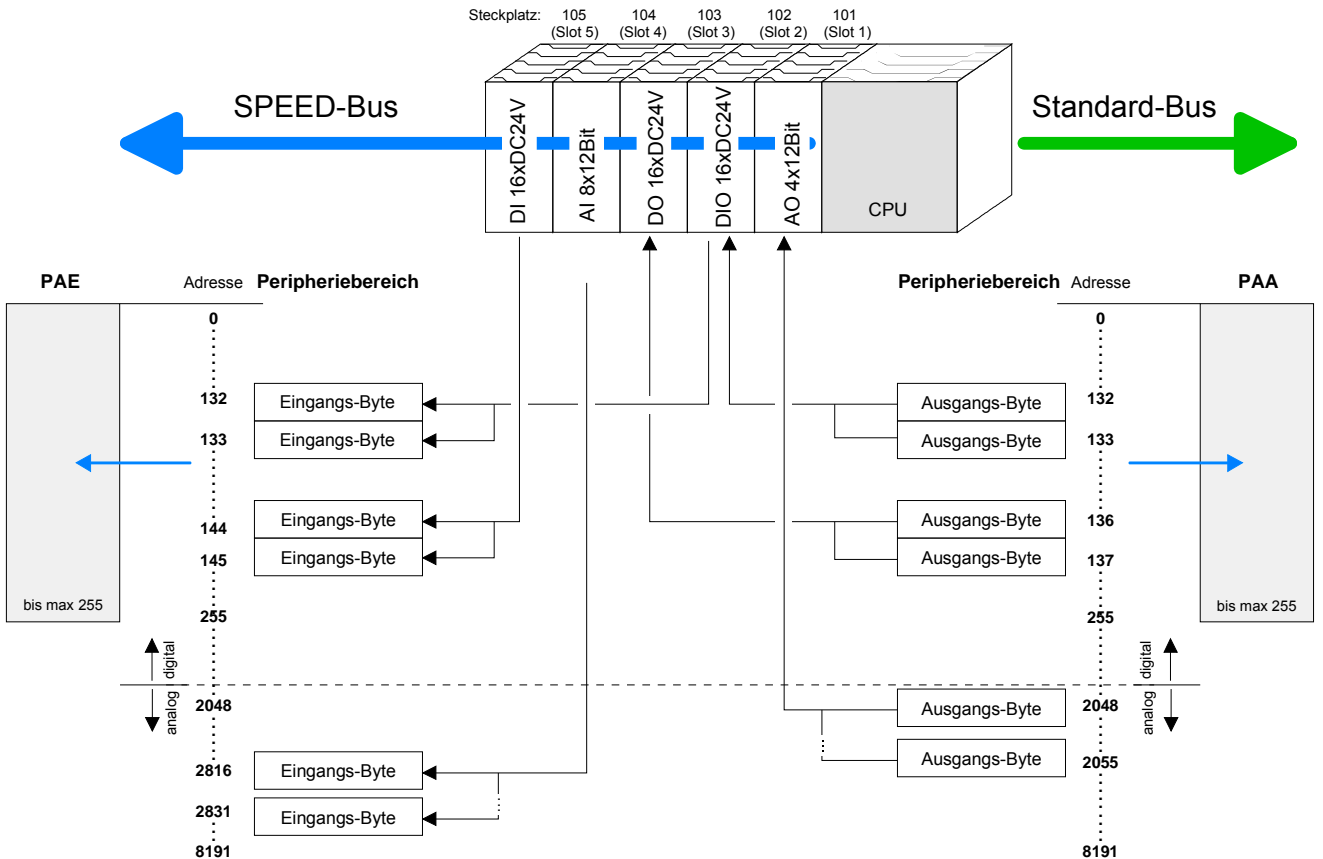 Steckplatz: 105 104 103 102 101
(Slot 5) (Slot 4) (Slot 3) (Slot 2) (Slot 1)
SPEED-Bus
Standard-Bus
DI 16xDC24V
AI 8x12Bit
DO 16xDC24V
DIO 16xDC24V
AO 4x12Bit
CPU
PAE Adresse Peripheriebereich
0
132 Eingangs-Byte
133 Eingangs-Byte
144 Eingangs-Byte
145 Eingangs-Byte
bis max 255
255
digital
analog
2048
2816 Eingangs-Byte
2831 Eingangs-Byte
8191
Peripheriebereich Adresse PAA
0
Ausgangs-Byte 132
Ausgangs-Byte 133
Ausgangs-Byte 136
Ausgangs-Byte 137
255
bis max 255
digital
analog
Ausgangs-Byte 2048
Ausgangs-Byte 2055
8191